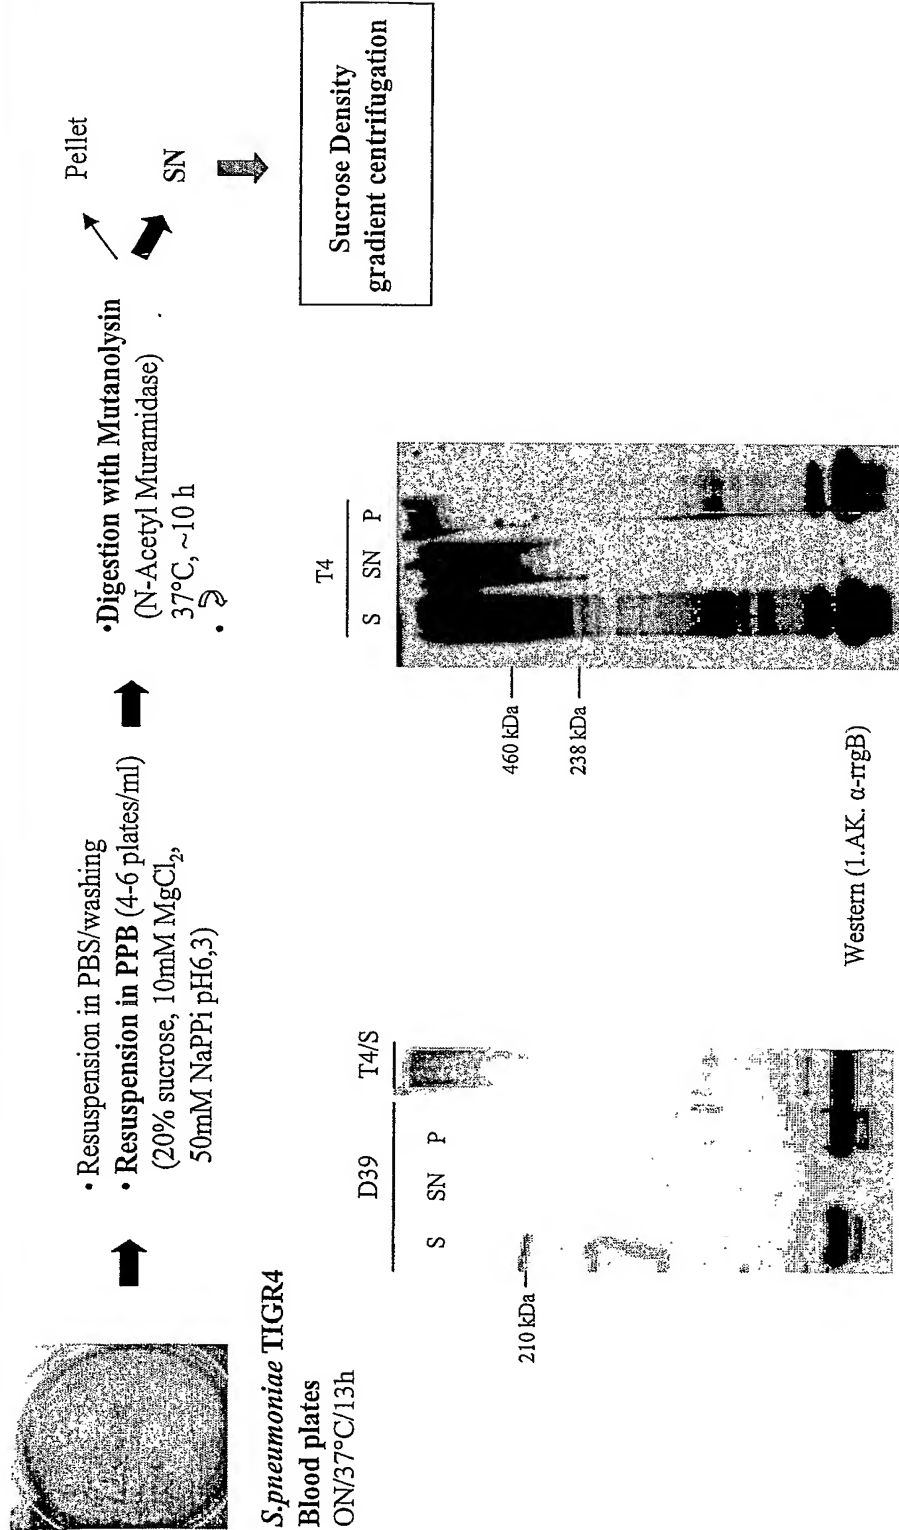 S.pneumoniae TIGR4
Blood plates
ON/37°C/13h
• Resuspension in PBS/washing
• Resuspension in PPB (4-6 plates/ml)
(20% sucrose, 10mM MgCl₂,
50mM NaPPi pH6,3)
•Digestion with Mutanolysin
(N-Acetyl Muramidase)
37°C, ~10 h
•
Pellet
SN
Sucrose Density
gradient centrifugation
D39
T4/S
S SN P
210 kDa
T4
S SN P
460 kDa
238 kDa
Western (1.AK. α-rrgB)